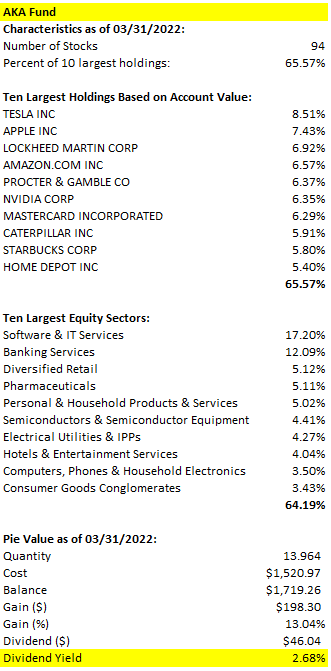 AKA Fund
Characteristics as of 03/31/2022:
Number of Stocks 94
Percent of 10 largest holdings: 65.57%
Ten Largest Holdings Based on Account Value:
TESLA INC 8.51%
APPLE INC 7.43%
LOCKHEED MARTIN CORP 6.92%
AMAZON.COM INC 6.57%
PROCTER & GAMBLE CO 6.37%
NVIDIA CORP 6.35%
MASTERCARD INCORPORATED 6.29%
CATERPILLAR INC 5.91%
STARBUCKS CORP 5.80%
HOME DEPOT INC 5.40%
65.57%
Ten Largest Equity Sectors:
Software & IT Services 17.20%
Banking Services 12.09%
Diversified Retail 5.12%
Pharmaceuticals 5.11%
Personal & Household Products & Services 5.02%
Semiconductors & Semiconductor Equipment 4.41%
Electrical Utilities & IPPs 4.27%
Hotels & Entertainment Services 4.04%
Computers, Phones & Household Electronics 3.50%
Consumer Goods Conglomerates 3.43%
64.19%
Pie Value as of 03/31/2022:
Quantity 13.964
Cost $1,520.97
Balance $1,719.26
Gain ($) $198.30
Gain (%) 13.04%
Dividend ($) $46.04
Dividend Yield 2.68%